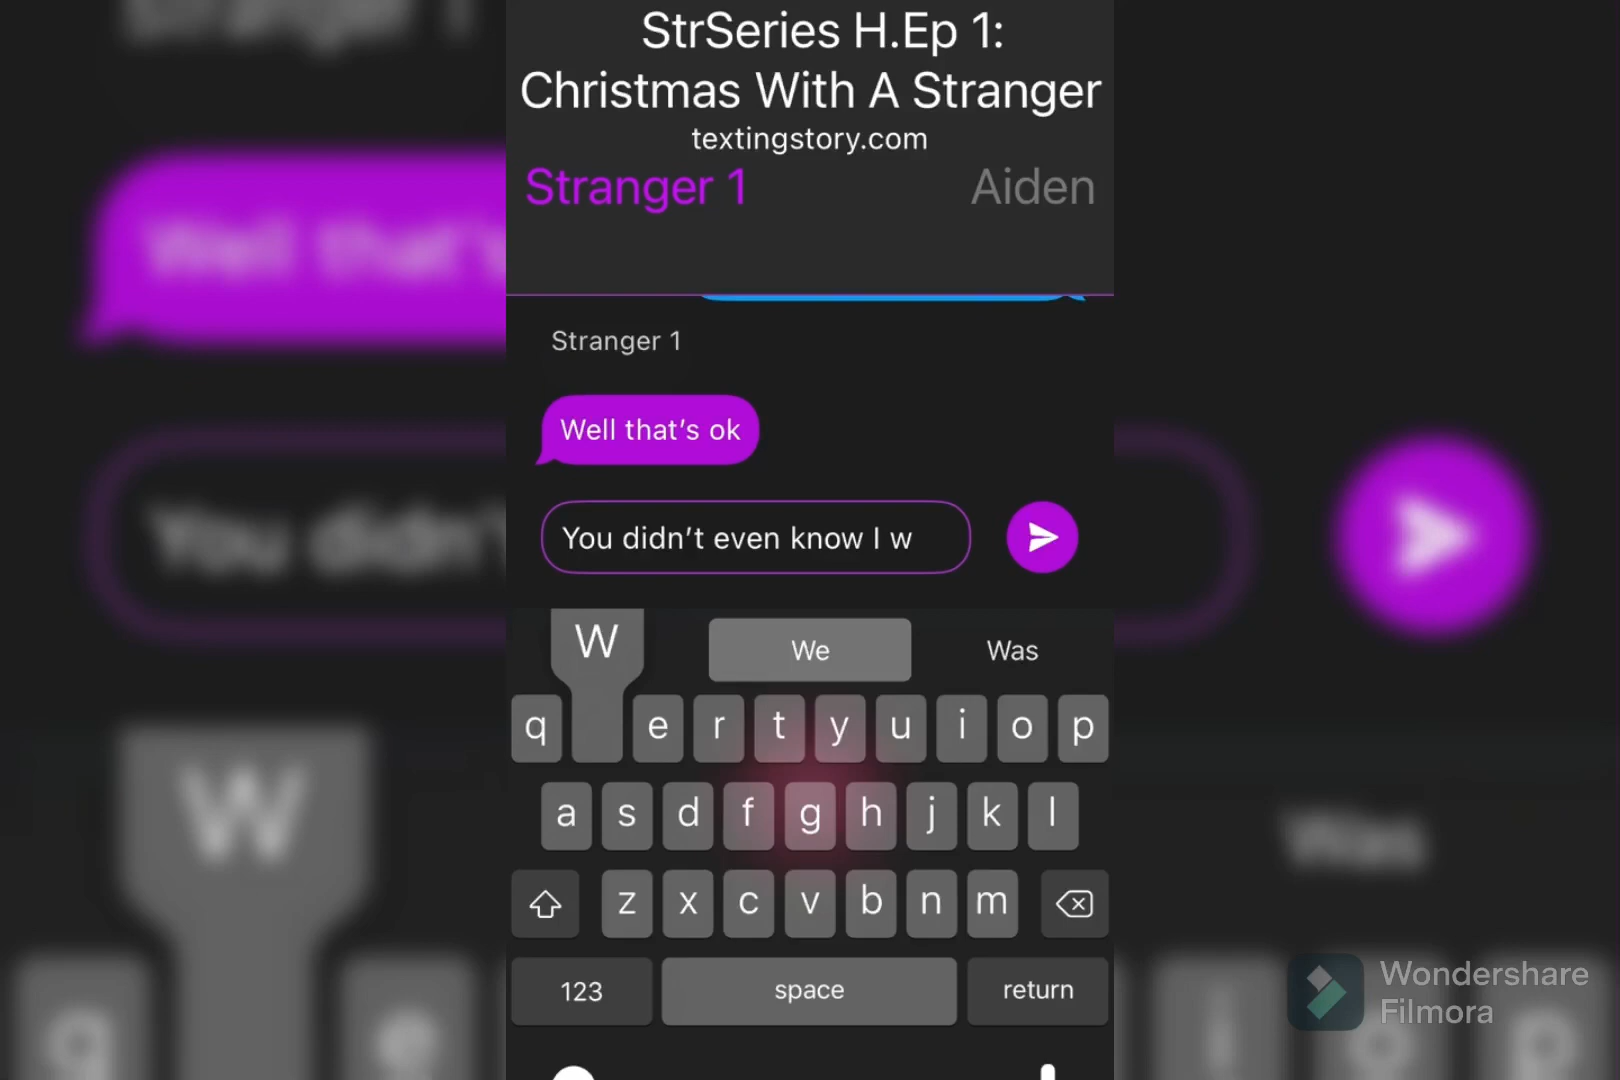 StrSeries H.Ep 1:
Christmas With A Stranger
textingstory.com
Stranger 1
Aiden
Stranger 1
Well that's ok
You didn't even know I w
W
We
Was
q e r t y u i o p
a s d f g h j k l
z x c v b n m
123
space
return
Wondershare
Filmora